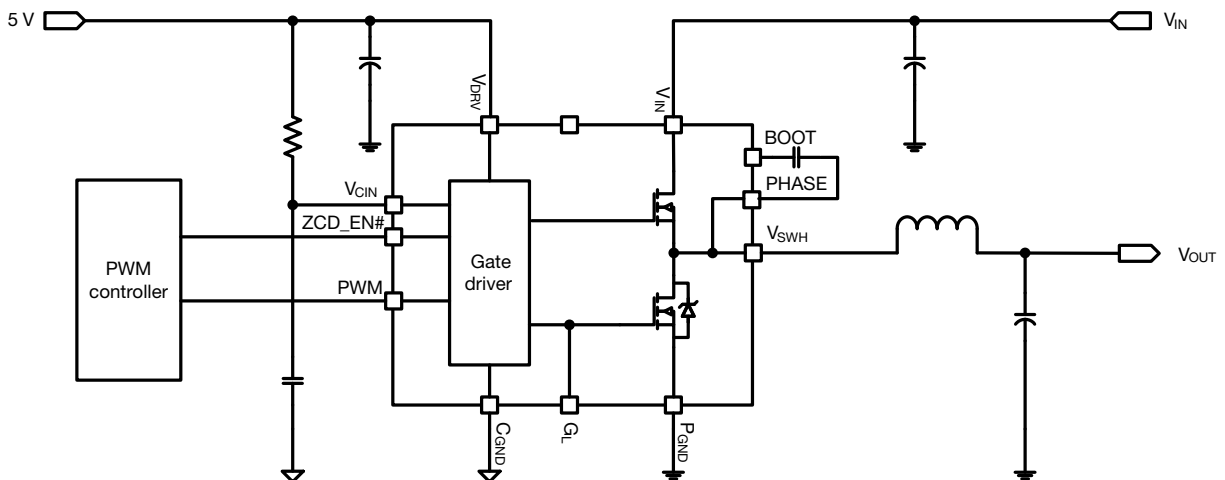 5 V
V_IN
V_DRV
V_IN
BOOT
PHASE
V_CIN
ZCD_EN#
V_SWH
PWM
controller
Gate
driver
PWM
V_OUT
C_GND
G_L
P_GND